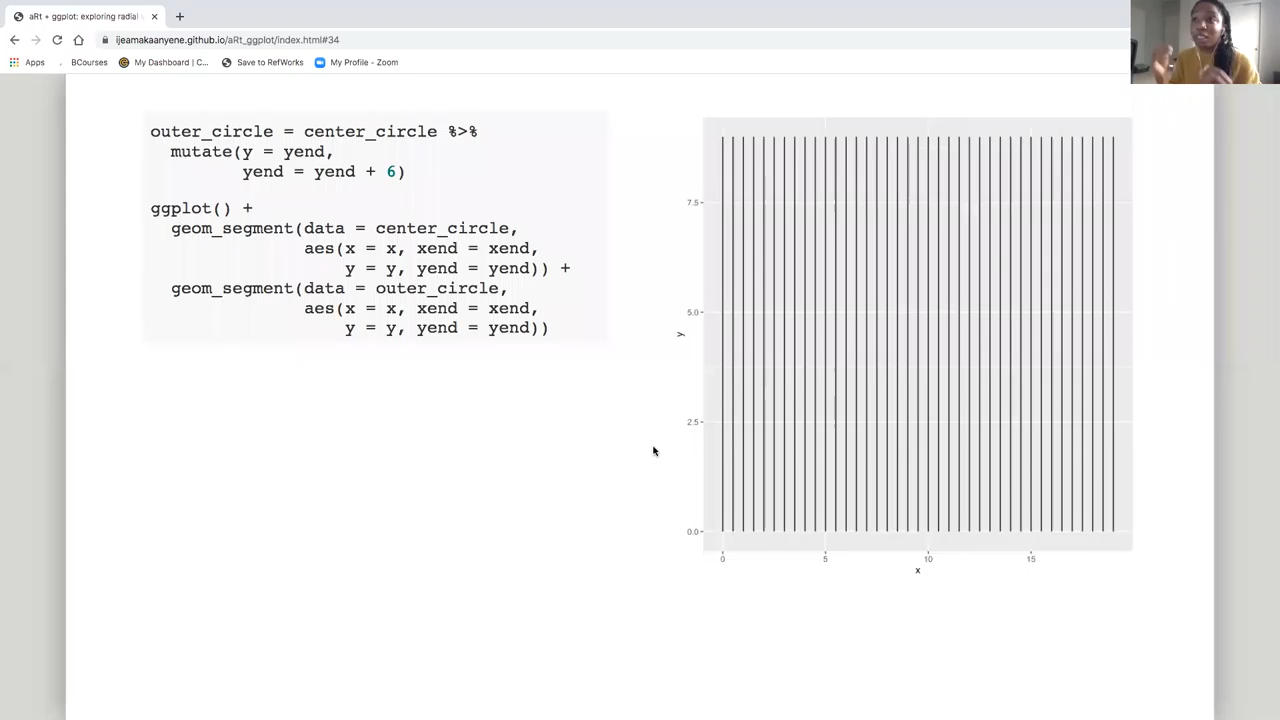 aRt + ggplot: exploring radial
ijeamakaanyene.github.io/aRt_ggplot/index.html#34
Apps BCourses My Dashboard | C... Save to RefWorks My Profile - Zoom
outer_circle = center_circle %>%
mutate(y = yend,
yend = yend + 6)
ggplot() +
geom_segment(data = center_circle,
aes(x = x, xend = xend,
y = y, yend = yend)) +
geom_segment(data = outer_circle,
aes(x = x, xend = xend,
y = y, yend = yend))
7.5
5.0
y
2.5
0.0
0 5 10 15
x